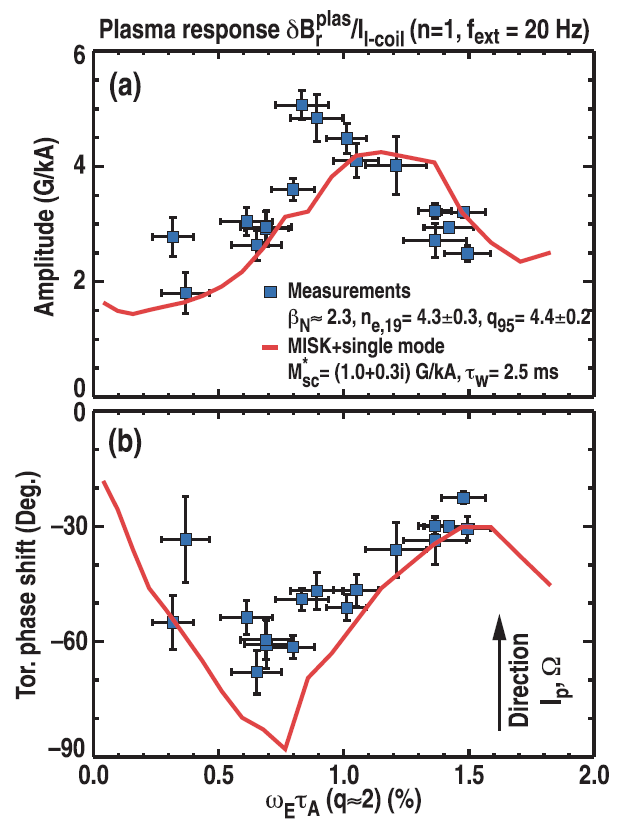 Plasma response δB_r^plas/I_I-coil (n=1, f_ext = 20 Hz)
(a)
6
4
2
0
Amplitude (G/kA)
Measurements
β_N≈ 2.3, n_e,19= 4.3±0.3, q_95= 4.4±0.2
MISK+single mode
M*_sc= (1.0+0.3i) G/kA, τ_w= 2.5 ms
(b)
0
−30
−60
−90
Tor. phase shift (Deg.)
Direction
I_p, Ω
0.0 0.5 1.0 1.5 2.0
ω_E τ_A (q≈2) (%)